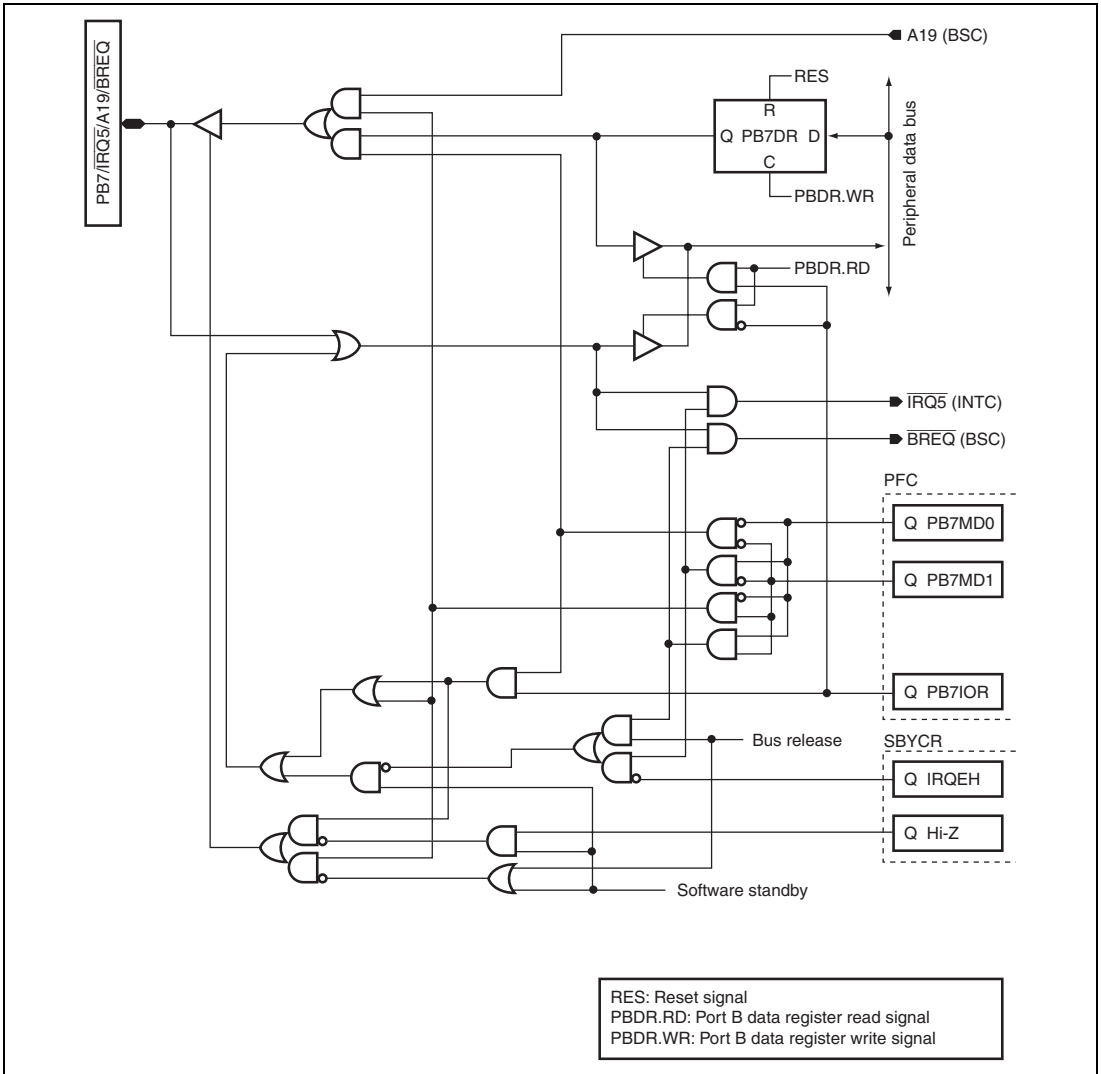 PB7/IRQ5/A19/BREQ
A19 (BSC)
RES
R
Q PB7DR D
C
PBDR.WR
Peripheral data bus
PBDR.RD
IRQ5 (INTC)
BREQ (BSC)
PFC
Q PB7MD0
Q PB7MD1
Q PB7IOR
Bus release
SBYCR
Q IRQEH
Q Hi-Z
Software standby
RES: Reset signal
PBDR.RD: Port B data register read signal
PBDR.WR: Port B data register write signal